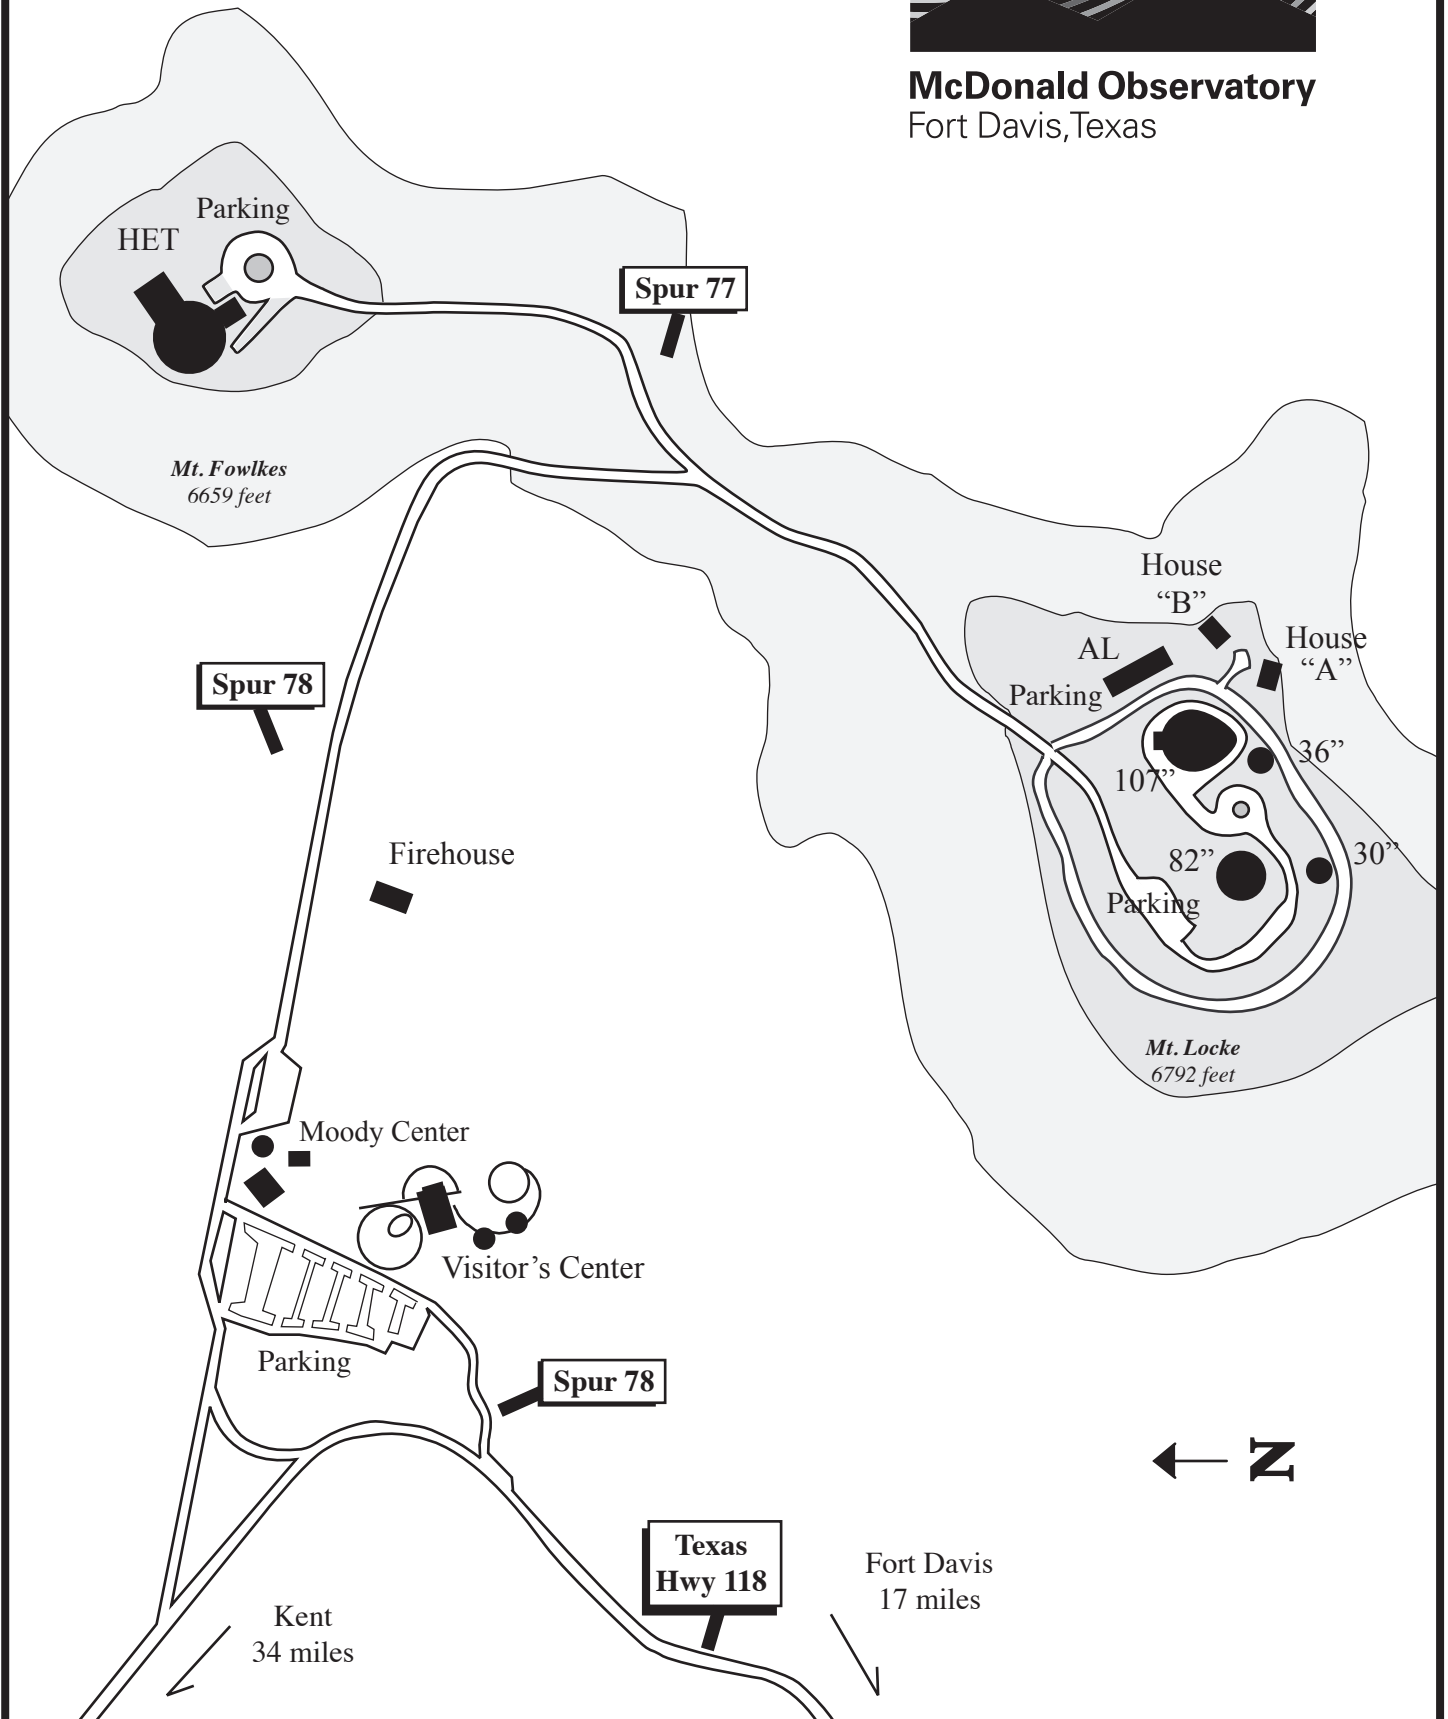 McDonald Observatory
Fort Davis,Texas
Parking
HET
Spur 77
Mt. Fowlkes
6659 feet
House
“B”
House
“A”
AL
Parking
Spur 78
36”
107”
Firehouse
82”
30”
Parking
Mt. Locke
6792 feet
Moody Center
Visitor’s Center
Parking
Spur 78
N
Texas
Hwy 118
Fort Davis
17 miles
Kent
34 miles